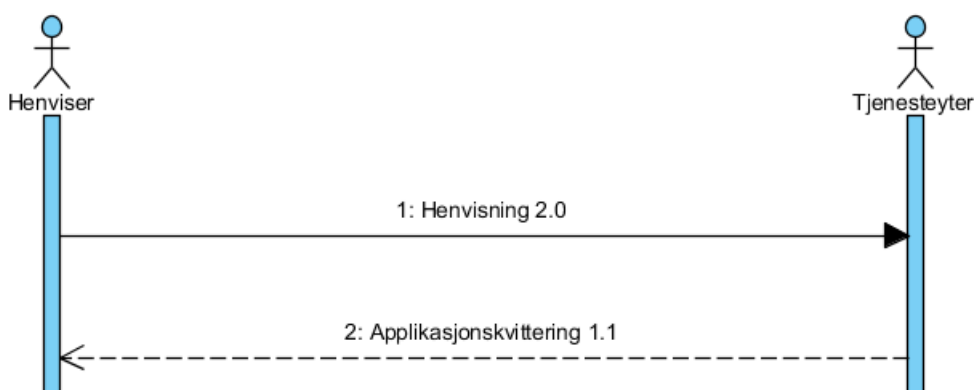 Henviser
Tjenesteyter
1: Henvisning 2.0
2: Applikasjonskvittering 1.1